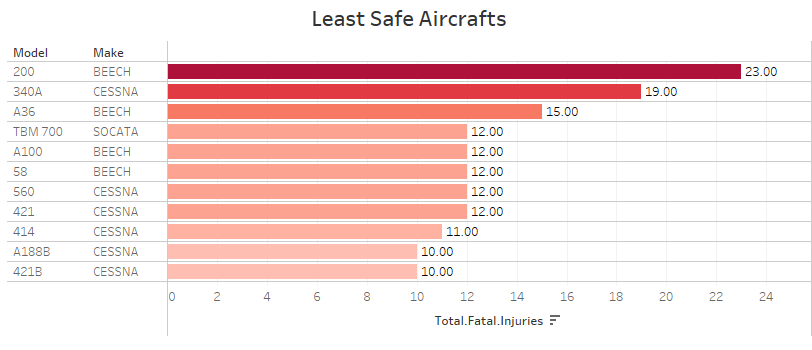 Least Safe Aircrafts
Model Make
200 BEECH 23.00
340A CESSNA 19.00
A36 BEECH 15.00
TBM 700 SOCATA 12.00
A100 BEECH 12.00
58 BEECH 12.00
560 CESSNA 12.00
421 CESSNA 12.00
414 CESSNA 11.00
A188B CESSNA 10.00
421B CESSNA 10.00
0 2 4 6 8 10 12 14 16 18 20 22 24
Total.Fatal.Injuries